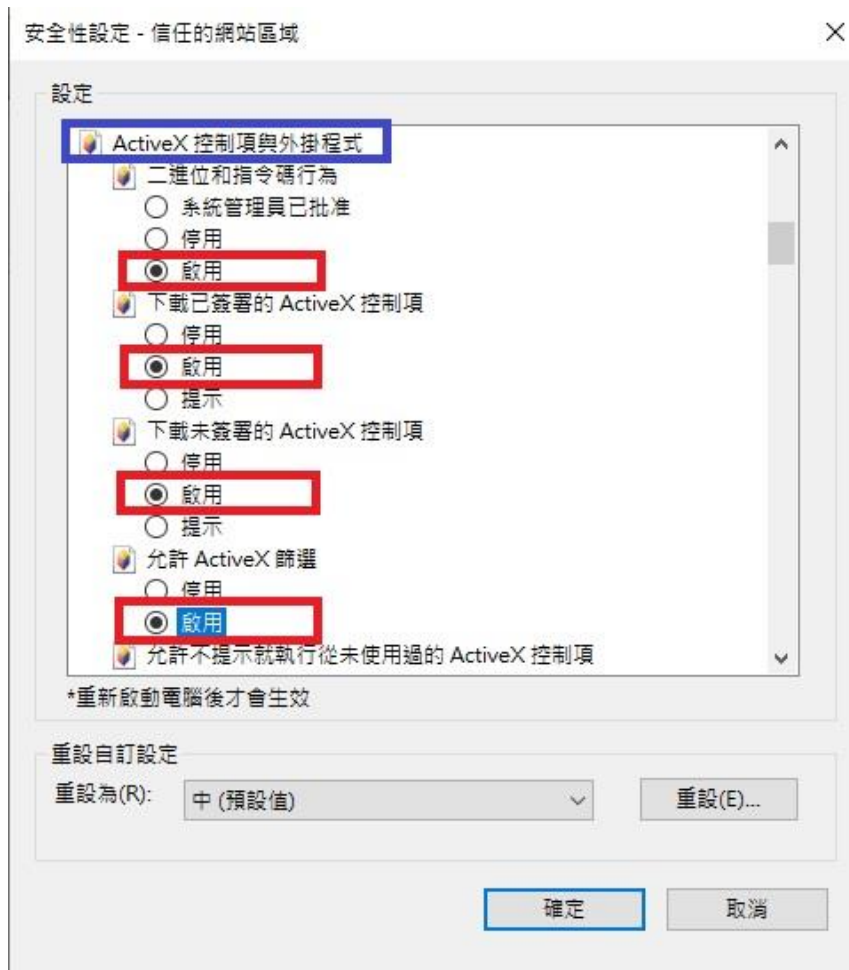 安全性設定 - 信任的網站區域
設定
ActiveX 控制項與外掛程式
二進位和指令碼行為
系統管理員已批准
停用
啟用
下載已簽署的 ActiveX 控制項
停用
啟用
提示
下載未簽署的 ActiveX 控制項
停用
啟用
提示
允許 ActiveX 篩選
停用
啟用
允許不提示就執行從未使用過的 ActiveX 控制項
*重新啟動電腦後才會生效
重設自訂設定
重設為(R): 中 (預設值) 重設(E)...
確定 取消